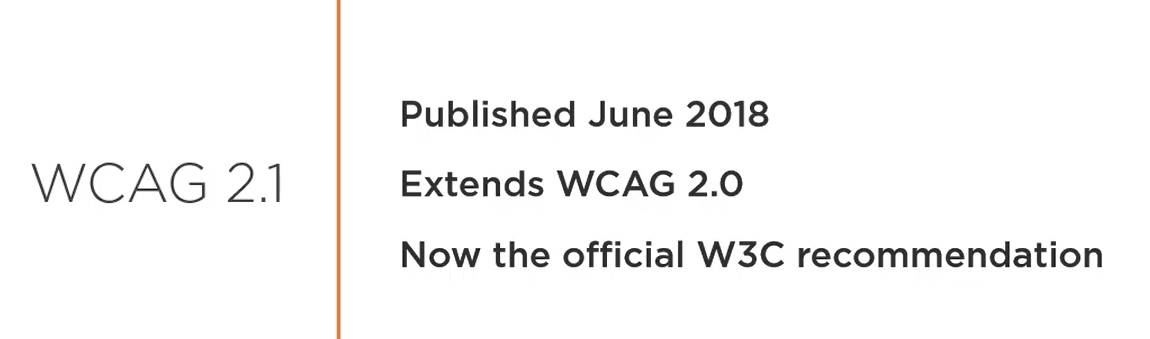 WCAG 2.1
Published June 2018
Extends WCAG 2.0
Now the official W3C recommendation